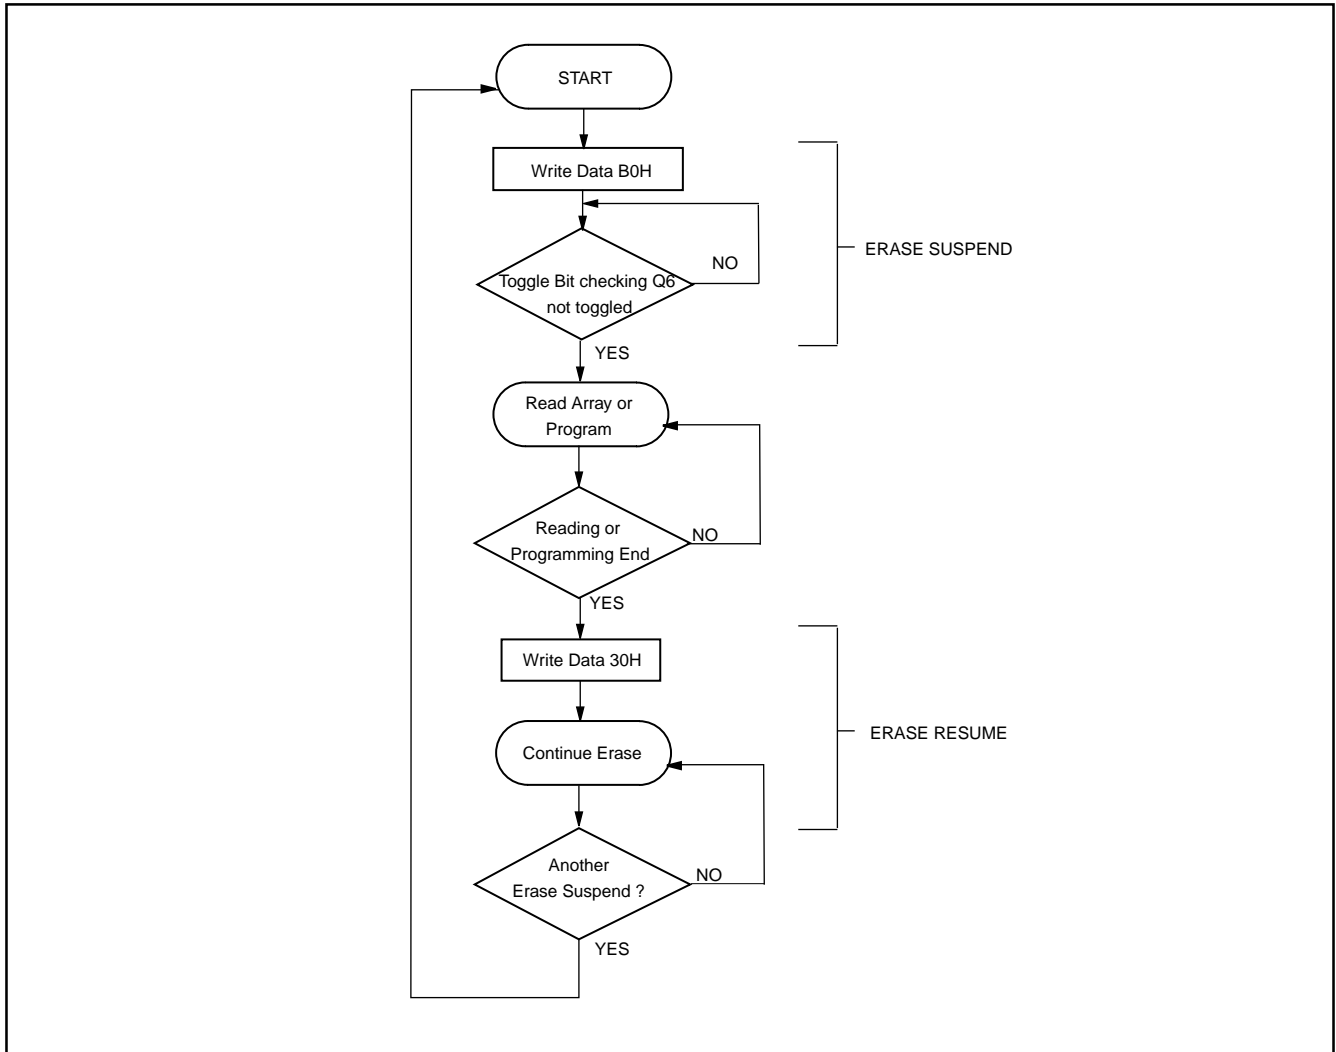 START
Write Data B0H
ERASE SUSPEND
NO
Toggle Bit checking Q6
not toggled
YES
Read Array or
Program
Reading or
NO
Programming End
YES
Write Data 30H
ERASE RESUME
Continue Erase
Another
NO
Erase Suspend ?
YES